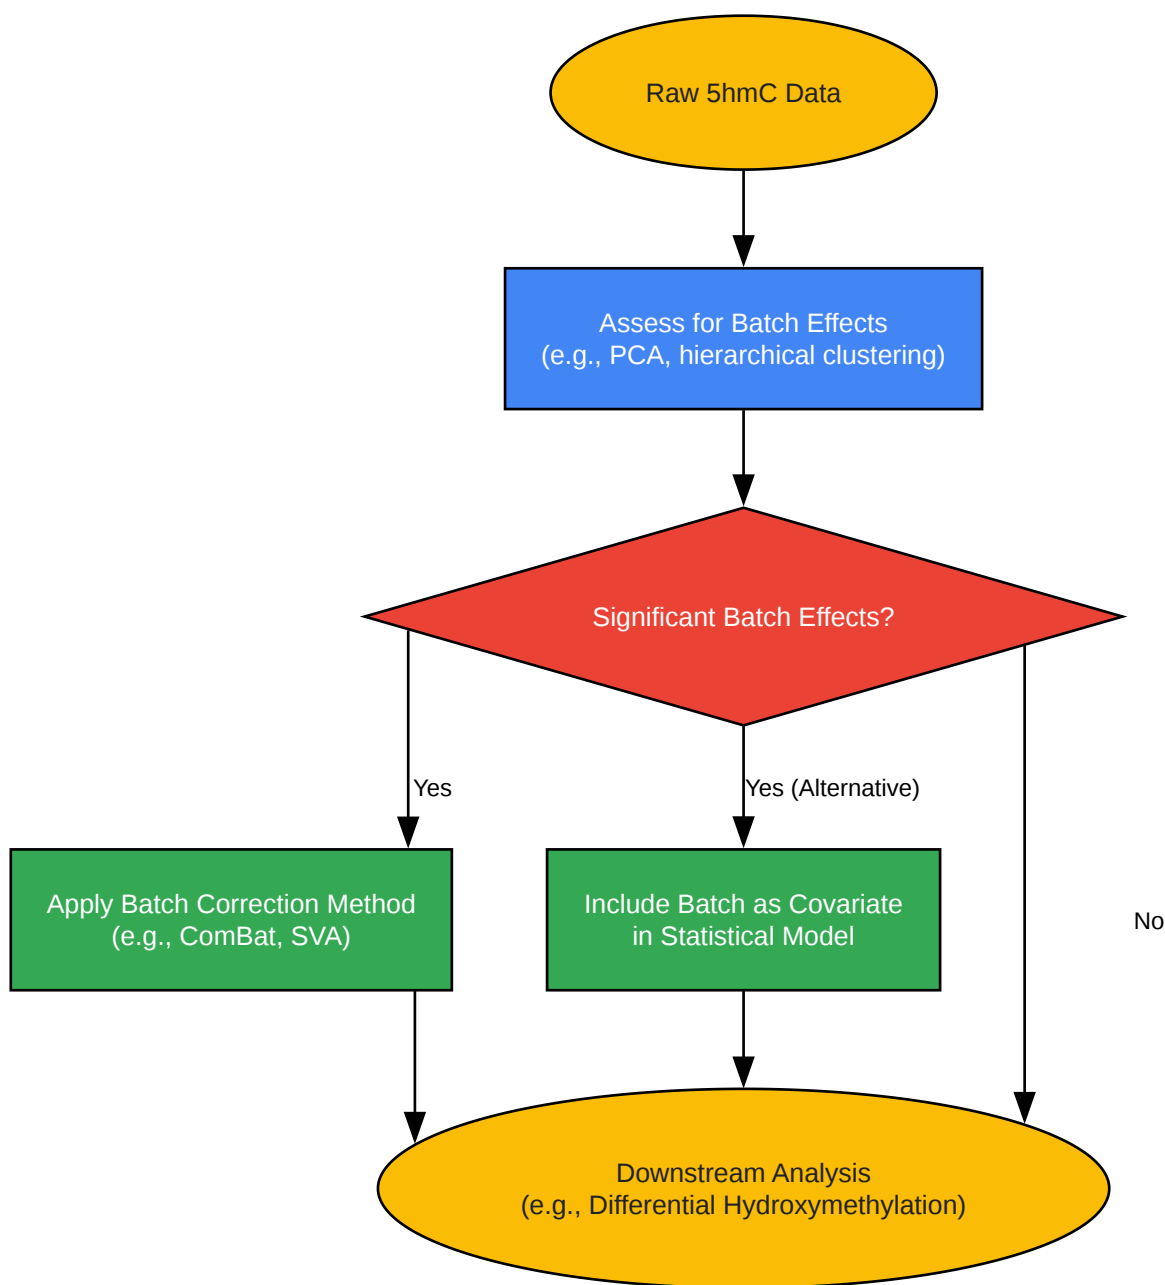 Raw 5hmC Data
Assess for Batch Effects
(e.g., PCA, hierarchical clustering)
Significant Batch Effects?
Yes
Yes (Alternative)
Apply Batch Correction Method
(e.g., ComBat, SVA)
Include Batch as Covariate
in Statistical Model
No
Downstream Analysis
(e.g., Differential Hydroxymethylation)